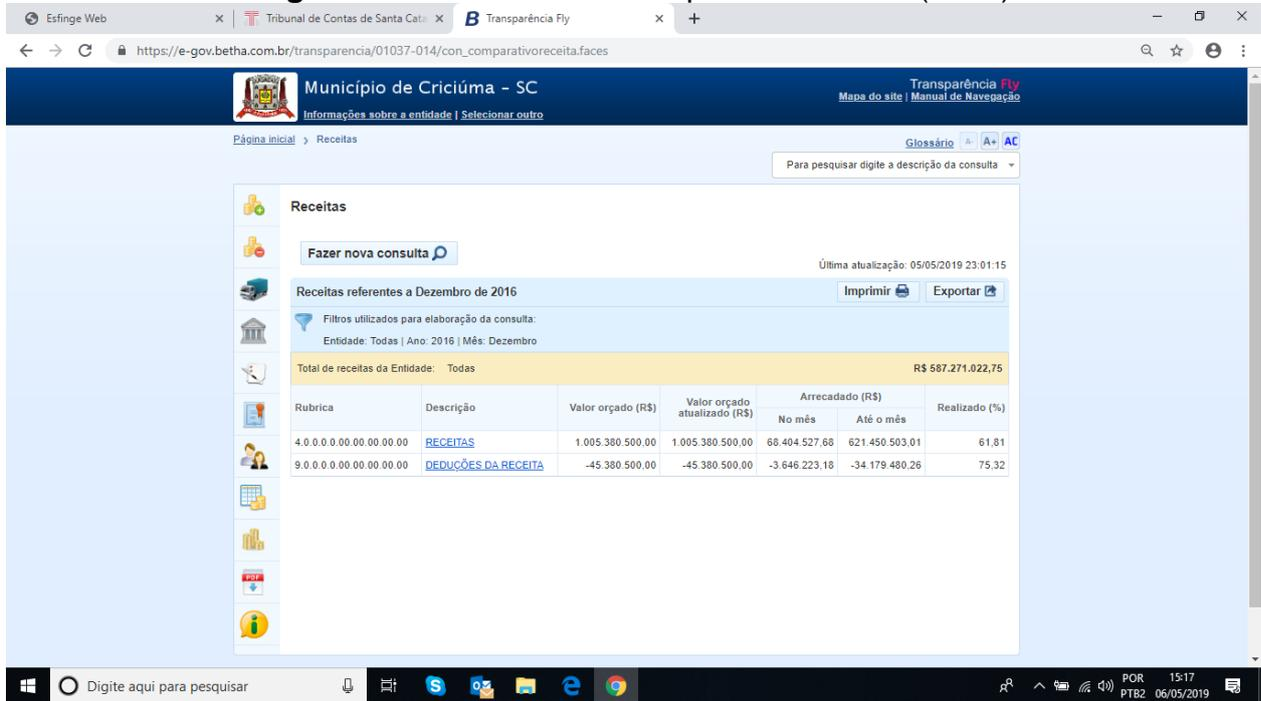 Esfinge Web
Tribunal de Contas de Santa Cata
Transparência Fly
https://e-gov.betha.com.br/transparencia/01037-014/con_comparativoreceita.faces
Município de Criciúma - SC
Transparência Fly
Informações sobre a entidade | Selecionar outro
Mapa do site | Manual de Navegação
Página inicial > Receitas
Glossário A- A+ AC
Para pesquisar digite a descrição da consulta
Receitas
Fazer nova consulta
Última atualização: 05/05/2019 23:01:15
Receitas referentes a Dezembro de 2016
Imprimir
Exportar
Filtros utilizados para elaboração da consulta:
Entidade: Todas | Ano: 2016 | Mês: Dezembro
Total de receitas da Entidade: Todas R$ 587.271.022,75
Rubrica Descrição Valor orçado (R$) Valor orçado atualizado (R$) Arrecadado (R$) Realizado (%)
No mês Até o mês
4.0.0.0.0.00.00.00.00.00 RECEITAS 1.005.380.500,00 1.005.380.500,00 68.404.527,68 621.450.503,01 61,81
9.0.0.0.0.00.00.00.00.00 DEDUÇÕES DA RECEITA -45.380.500,00 -45.380.500,00 -3.646.223,18 -34.179.480,26 75,32
PDF
Digite aqui para pesquisar
POR 15:17
PTB2 06/05/2019